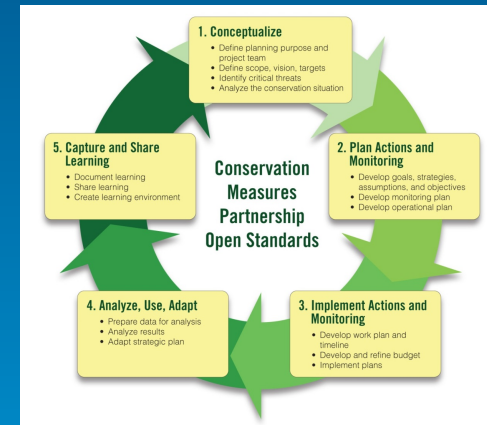 1. Conceptualize
• Define planning purpose and
project team
• Define scope, vision, targets
• Identify critical threats
• Analyze the conservation situation
2. Plan Actions and
Monitoring
• Develop goals, strategies,
assumptions, and objectives
• Develop monitoring plan
• Develop operational plan
3. Implement Actions and
Monitoring
• Develop work plan and
timeline
• Develop and refine budget
• Implement plans
4. Analyze, Use, Adapt
• Prepare data for analysis
• Analyze results
• Adapt strategic plan
5. Capture and Share
Learning
• Document learning
• Share learning
• Create learning environment
Conservation
Measures
Partnership
Open Standards